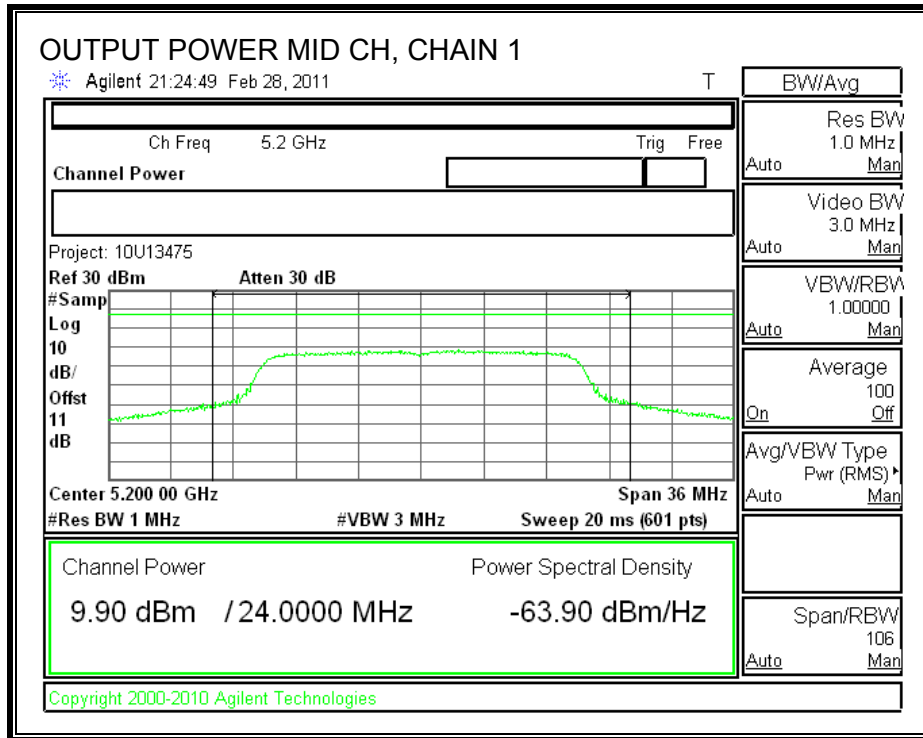 OUTPUT POWER MID CH, CHAIN 1
Agilent 21:24:49 Feb 28, 2011 T
Ch Freq 5.2 GHz Trig Free
Channel Power
Project: 10U13475
Ref 30 dBm Atten 30 dB
#Samp
Log
10
dB/
Offst
11
dB
Center 5.200 00 GHz Span 36 MHz
#Res BW 1 MHz #VBW 3 MHz Sweep 20 ms (601 pts)
Channel Power Power Spectral Density
9.90 dBm / 24.0000 MHz -63.90 dBm/Hz
Copyright 2000-2010 Agilent Technologies
BW/Avg
Res BW
1.0 MHz
Auto Man
Video BW
3.0 MHz
Auto Man
VBW/RBW
1.00000
Auto Man
Average
100
On Off
Avg/VBW Type
Pwr (RMS)
Auto Man
Span/RBW
106
Auto Man